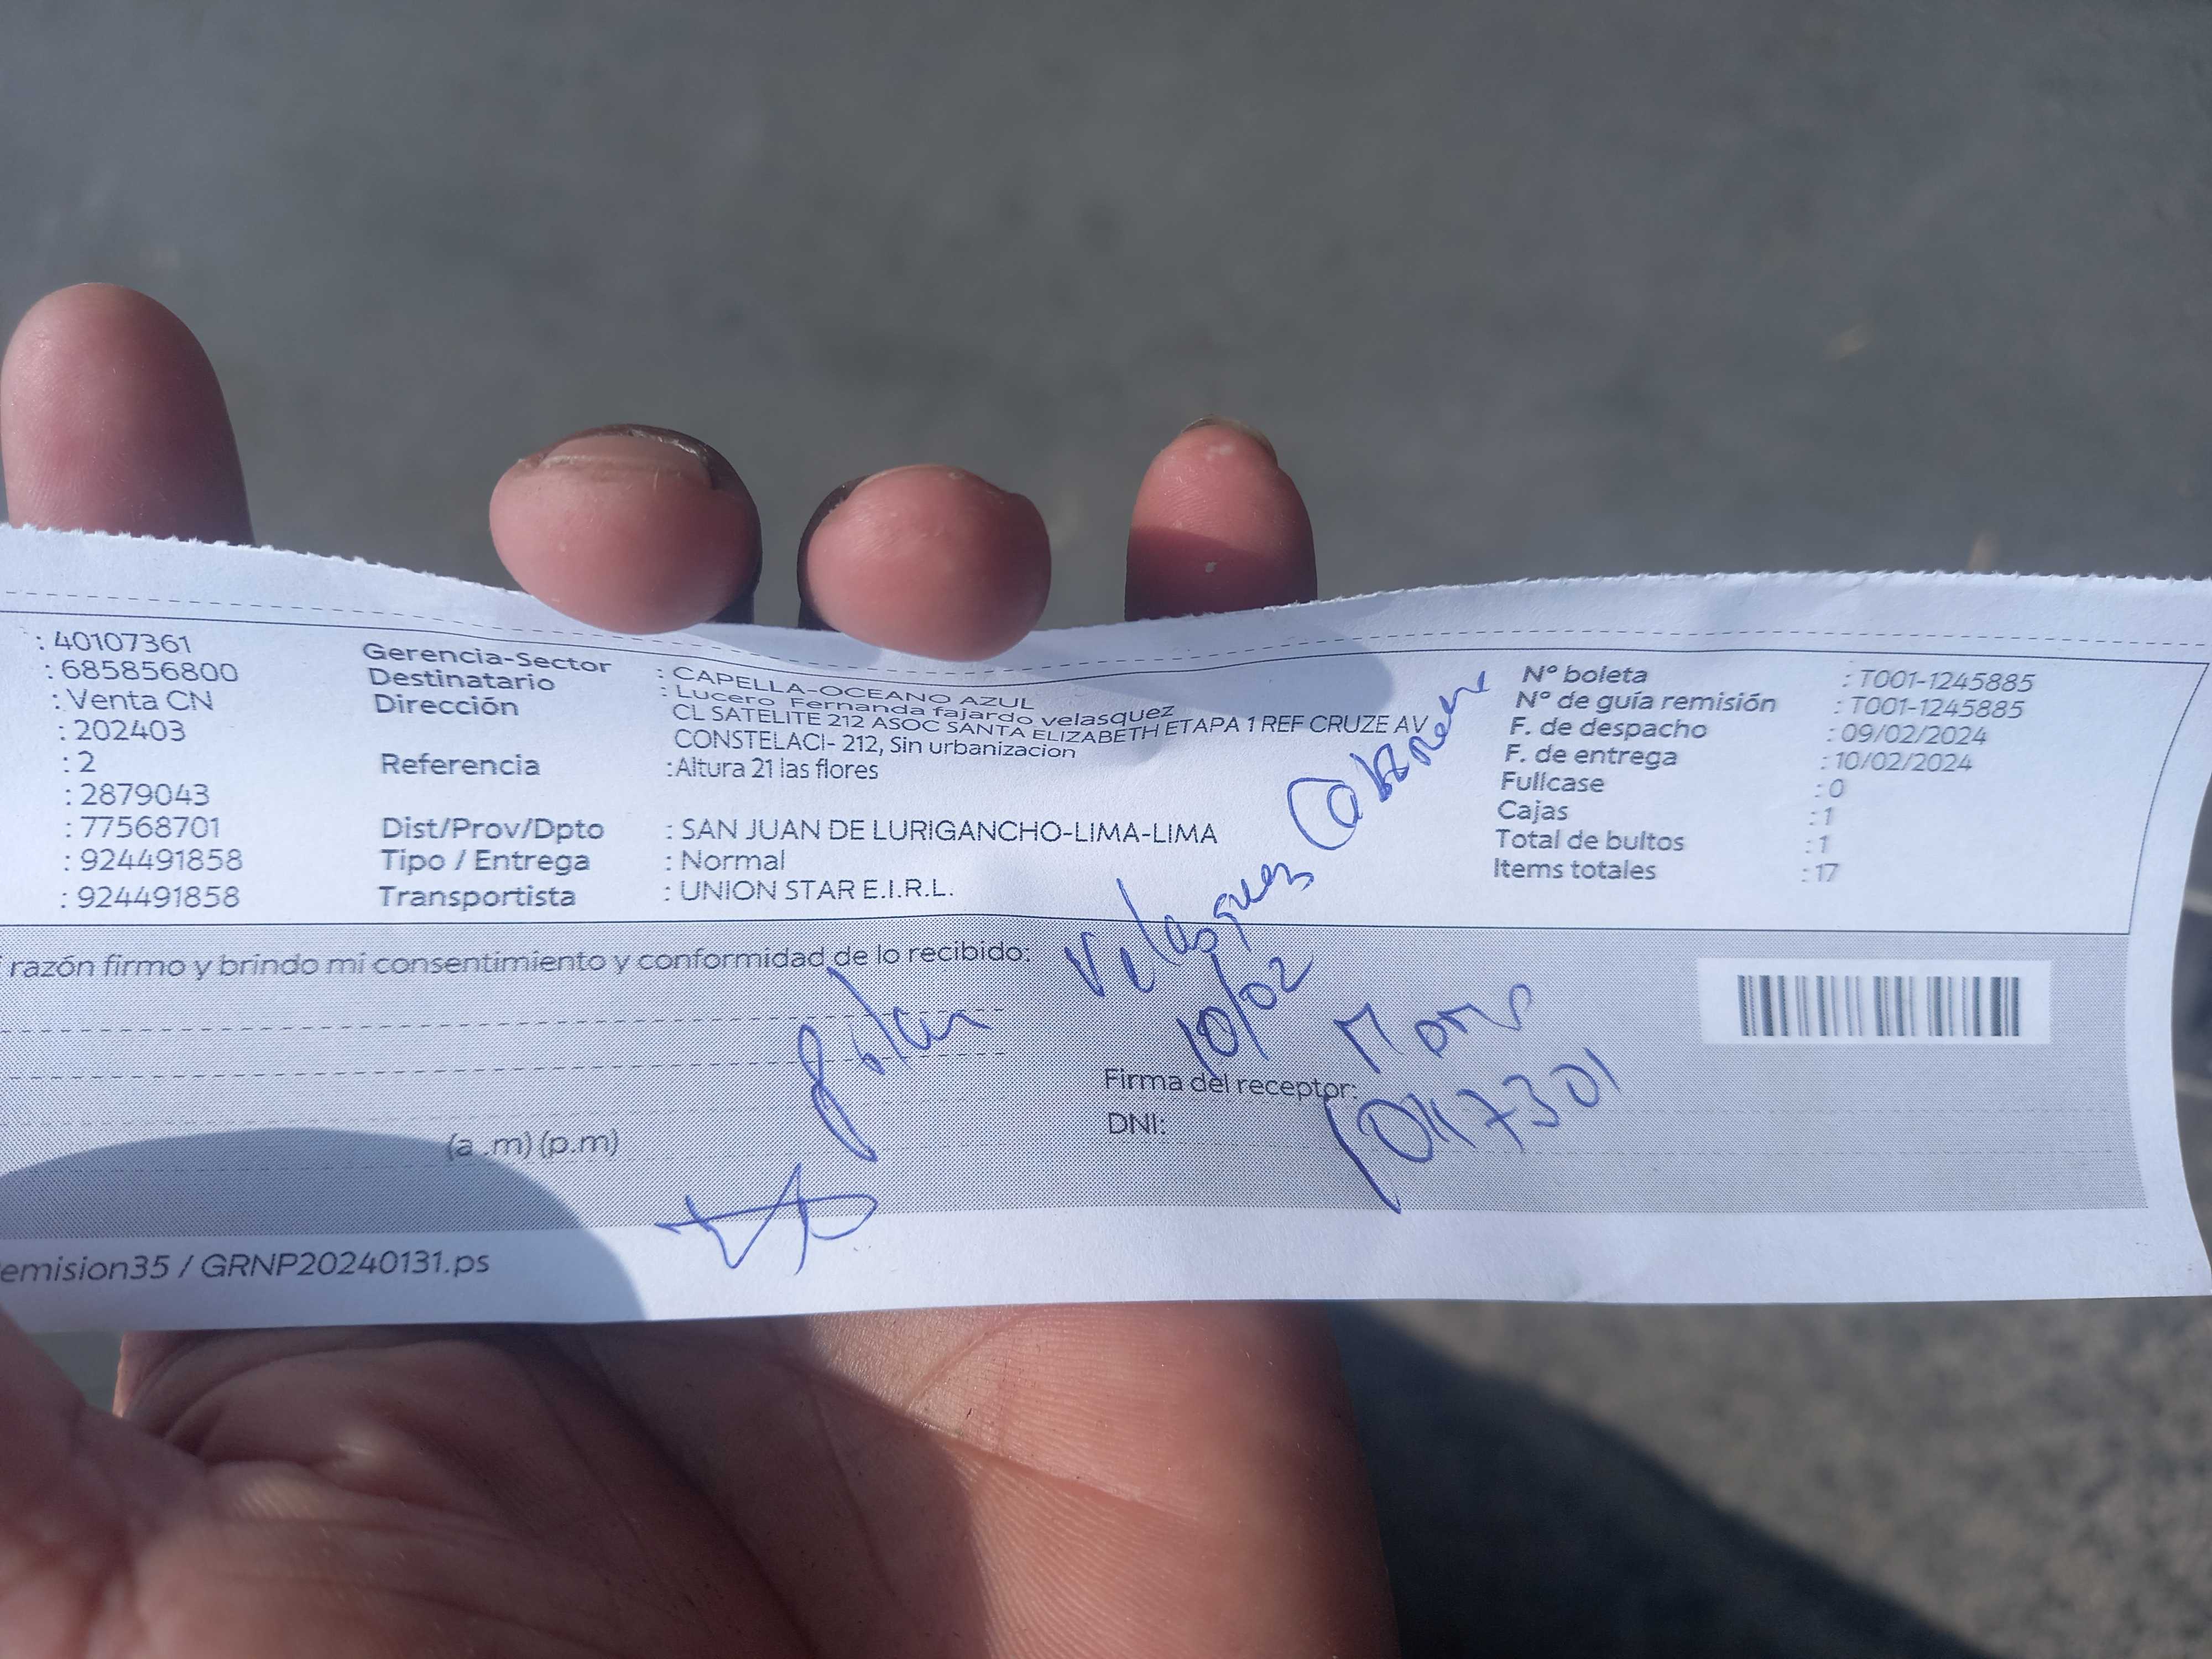 : 40107361
: 685856800
: Venta CN
: 202403
: 2
: 2879043
: 77568701
: 924491858
: 924491858
Gerencia-Sector : CAPELLA-OCEANO AZUL
Destinatario : Lucero Fernanda fajardo velasquez
Dirección CL SATELITE 212 ASOC SANTA ELIZABETH ETAPA 1 REF CRUZE AV
CONSTELACI- 212, Sin urbanizacion
Referencia :Altura 21 las flores
Dist/Prov/Dpto : SAN JUAN DE LURIGANCHO-LIMA-LIMA
Tipo / Entrega : Normal
Transportista : UNION STAR E.I.R.L.
Nº boleta : T001-1245885
Nº de guía remisión : T001-1245885
F. de despacho : 09/02/2024
F. de entrega : 10/02/2024
Fullcase : 0
Cajas : 1
Total de bultos : 1
Items totales : 17
razón firmo y brindo mi consentimiento y conformidad de lo recibido:
Velasquez
10/02
Firma del receptor:
DNI:
(a .m) (p.m)
emision35 / GRNP20240131.ps